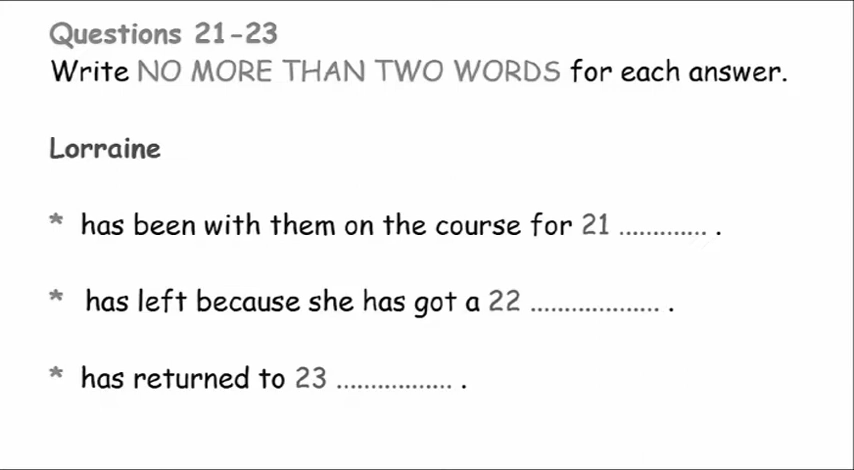 Questions 21-23
Write NO MORE THAN TWO WORDS for each answer.
Lorraine
* has been with them on the course for 21 ............. .
* has left because she has got a 22 ................... .
* has returned to 23 ................. .